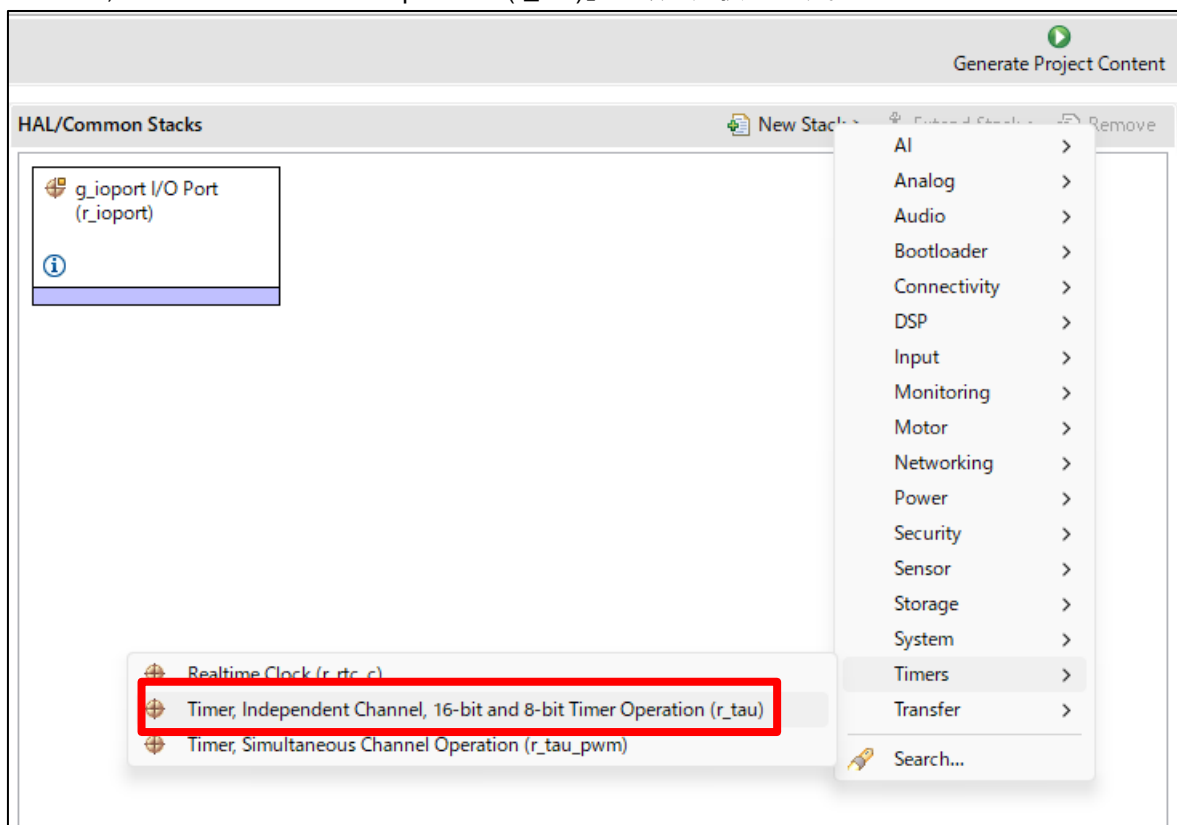 Generate Project Content
HAL/Common Stacks
New Stack >
Remove
g_ioport I/O Port
(r_ioport)
AI >
Analog >
Audio >
Bootloader >
Connectivity >
DSP >
Input >
Monitoring >
Motor >
Networking >
Power >
Security >
Sensor >
Storage >
System >
Timers >
Transfer >
Search...
Realtime Clock (r_rtc_c)
Timer, Independent Channel, 16-bit and 8-bit Timer Operation (r_tau)
Timer, Simultaneous Channel Operation (r_tau_pwm)